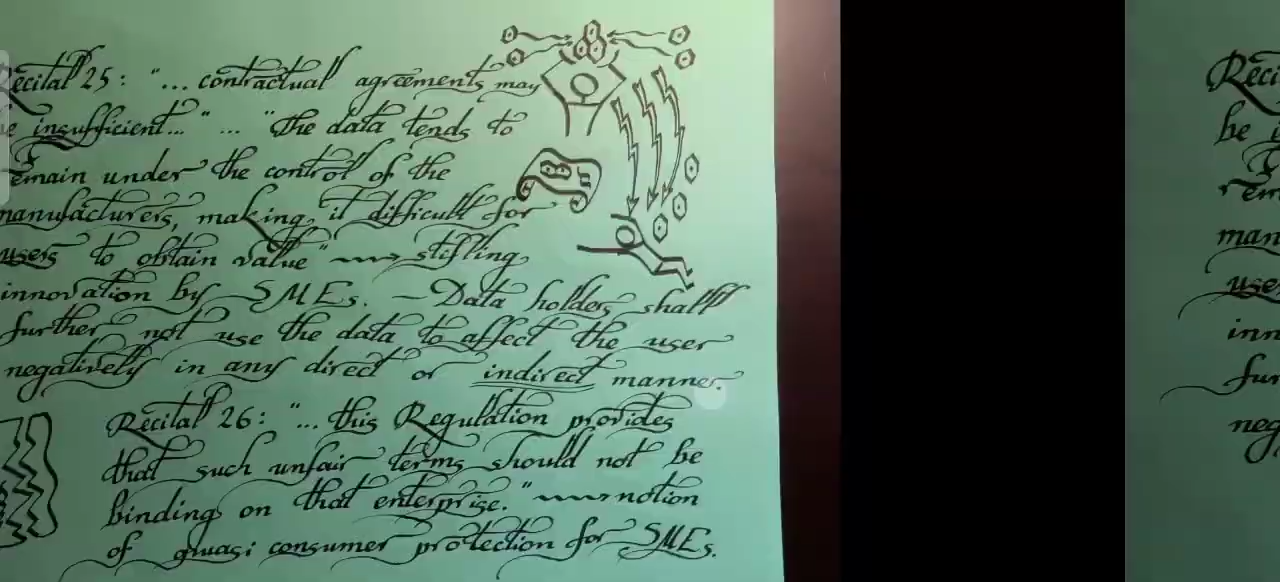 Recital 25: "... contractual agreements may
insufficient..." ... "The data tends to
remain under the control of the
manufacturers, making it difficult for
users to obtain value" stifling
innovation by SMEs. - Data holders shall
further not use the data to affect the user
negatively in any direct or indirect manner.
Recital 26: "... this Regulation provides
that such unfair terms should not be
binding on that enterprise." notion
of quasi consumer protection for SMEs.
be